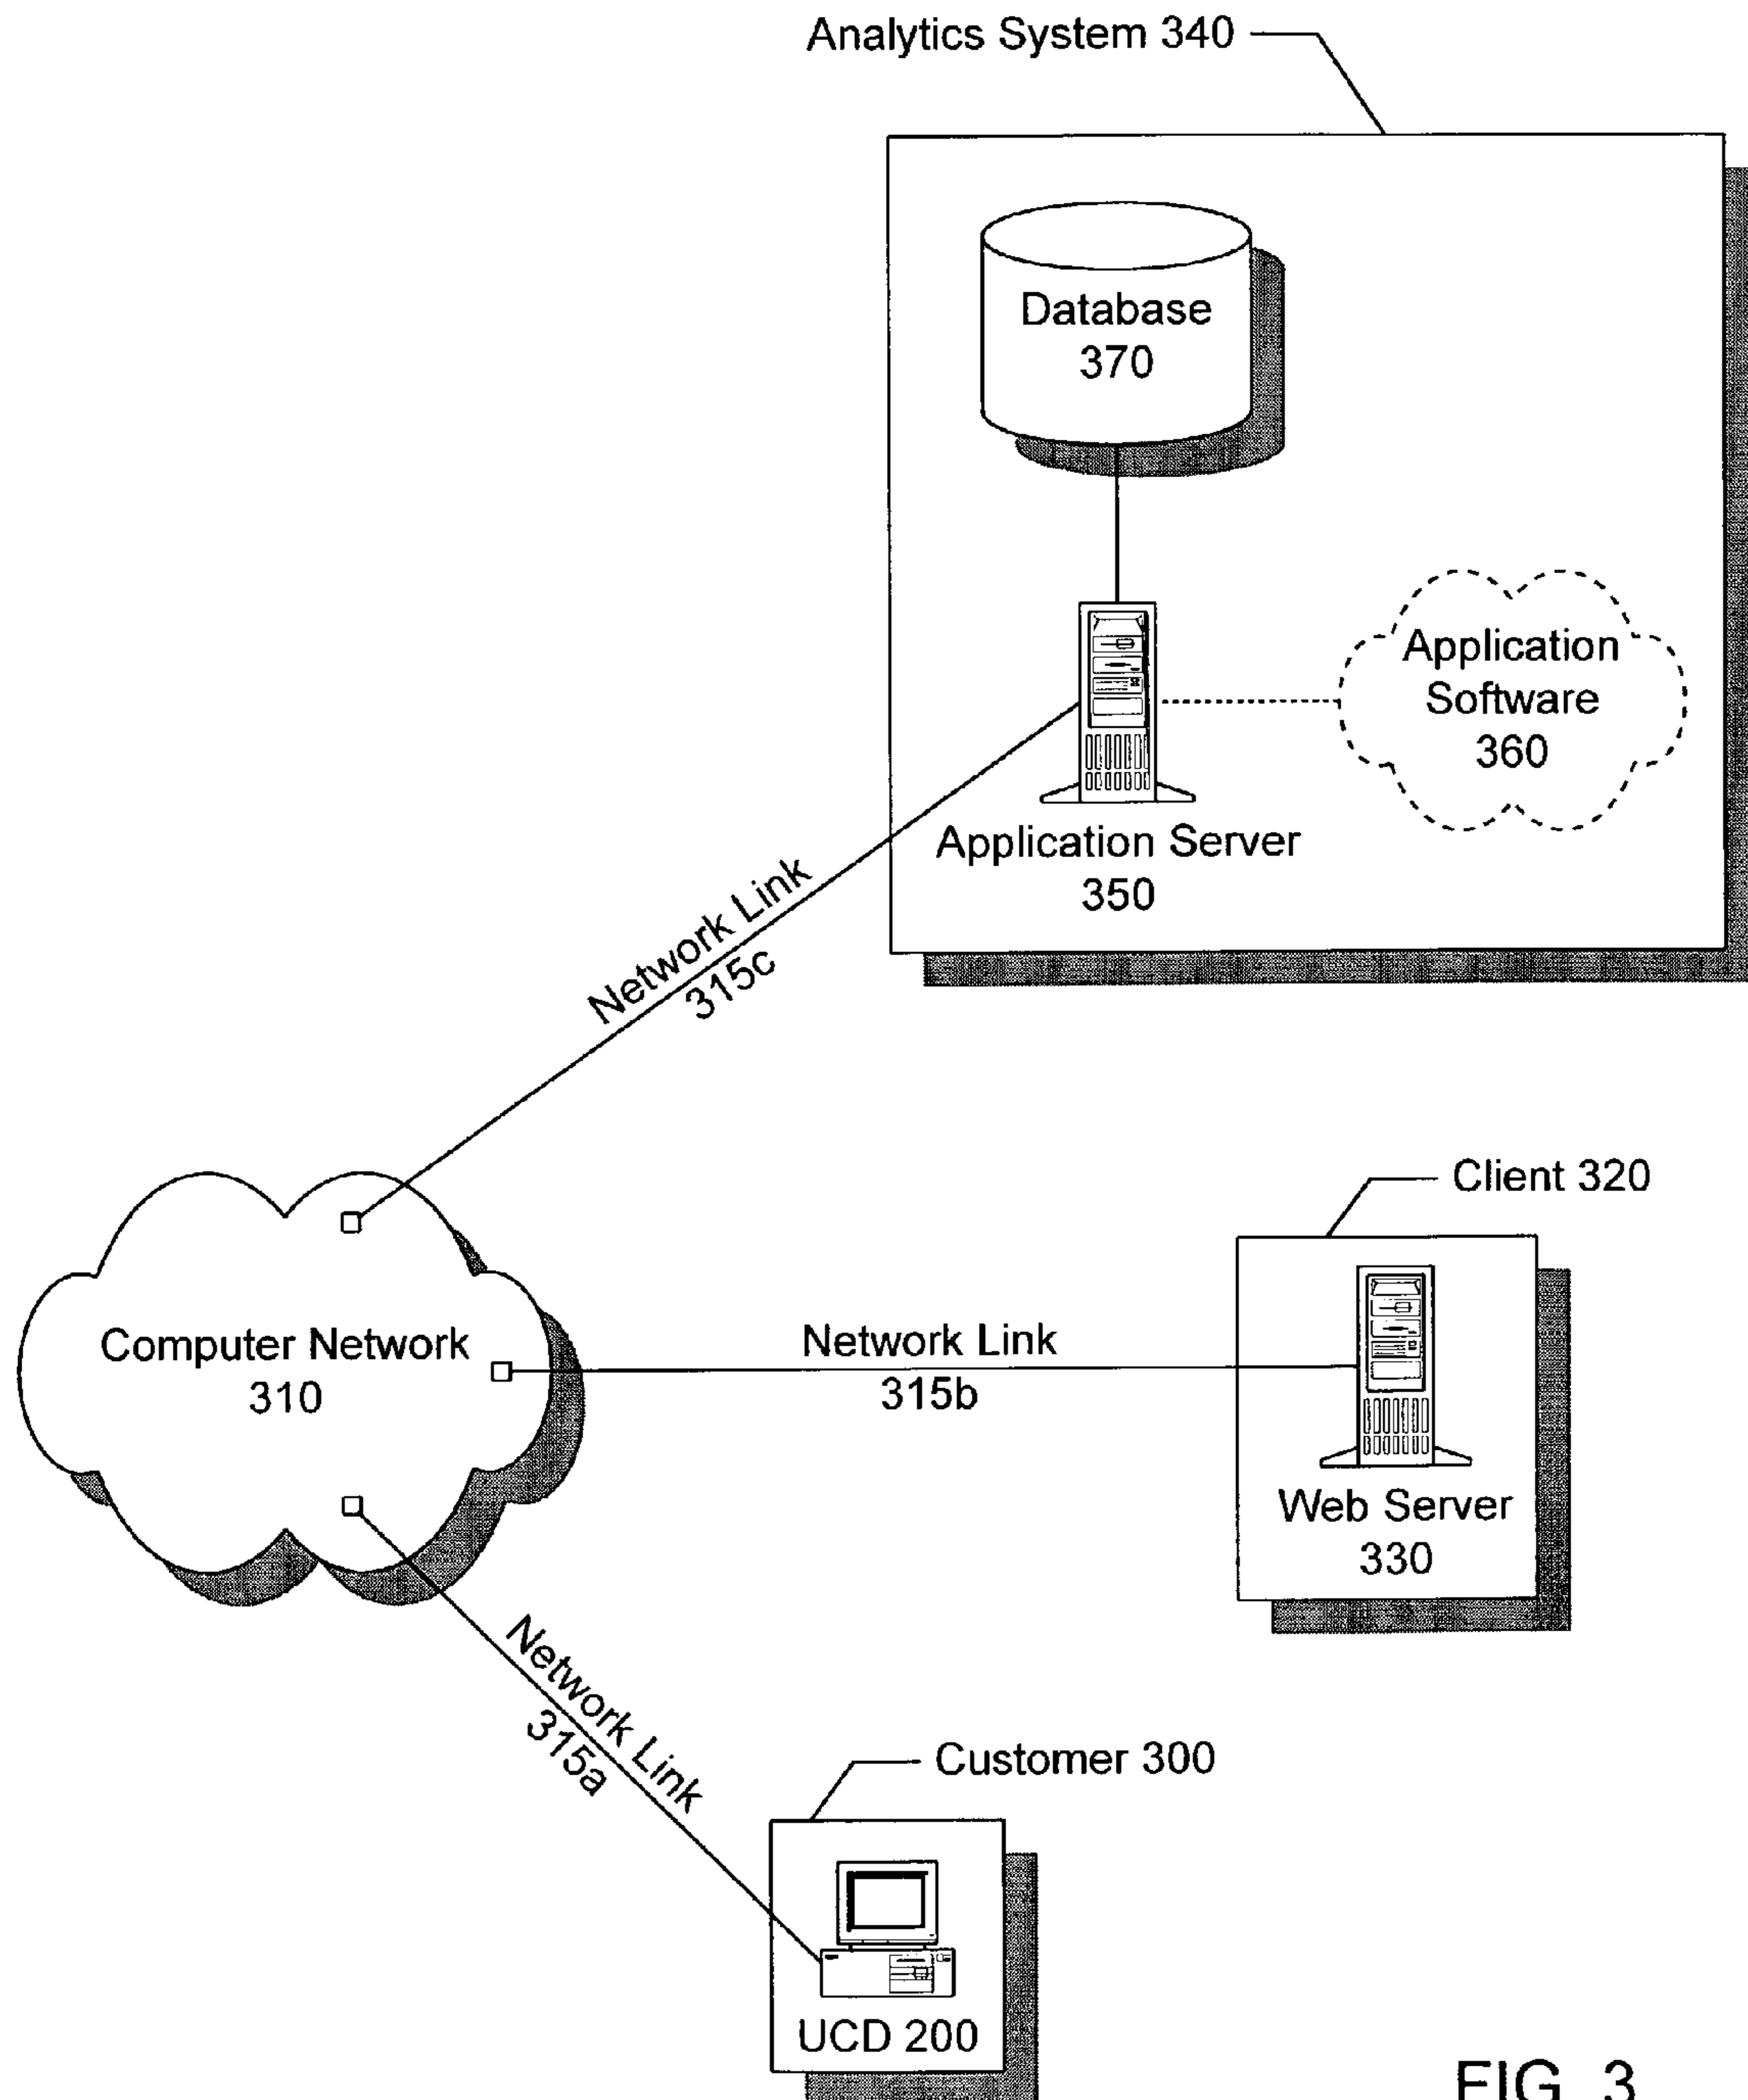 Analytics System 340
Database
370
Application
Software
360
Application Server
350
Network Link
315c
Client 320
Computer Network
310
Network Link
315b
Web Server
330
Network Link
315a
Customer 300
UCD 200
FIG. 3